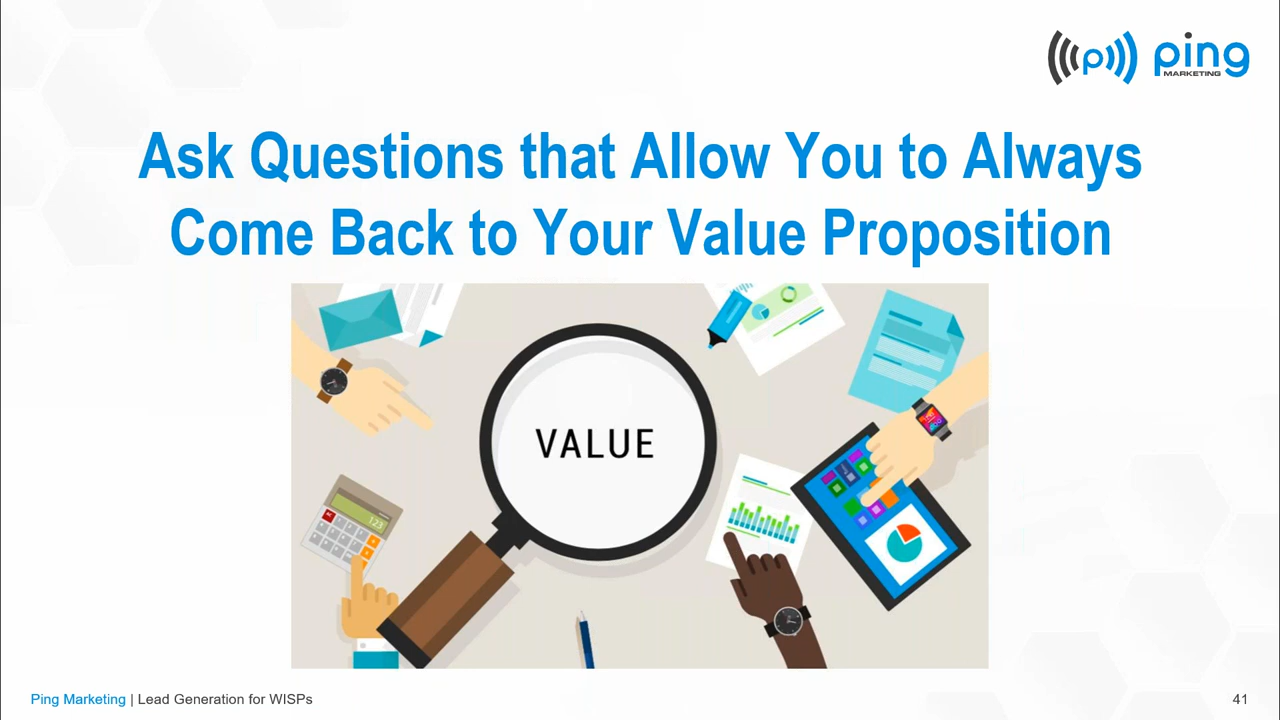 ping
MARKETING
Ask Questions that Allow You to Always
Come Back to Your Value Proposition
VALUE
123
Ping Marketing | Lead Generation for WISPs
41